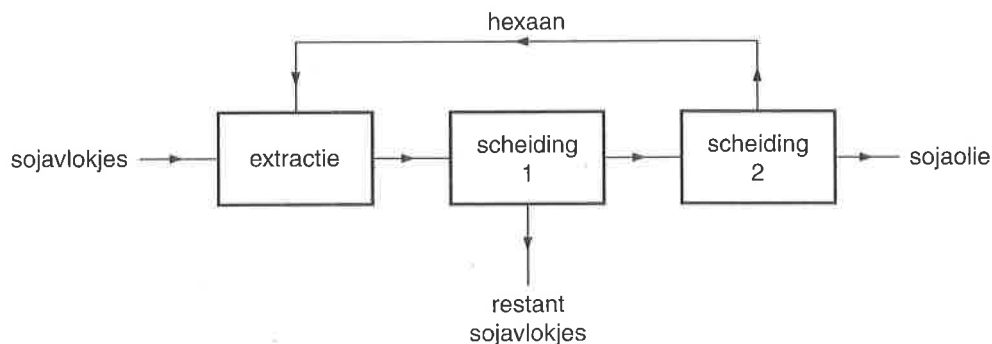 hexaan
sojavlokjes
extractie
scheiding
1
scheiding
2
sojaolie
restant
sojavlokjes